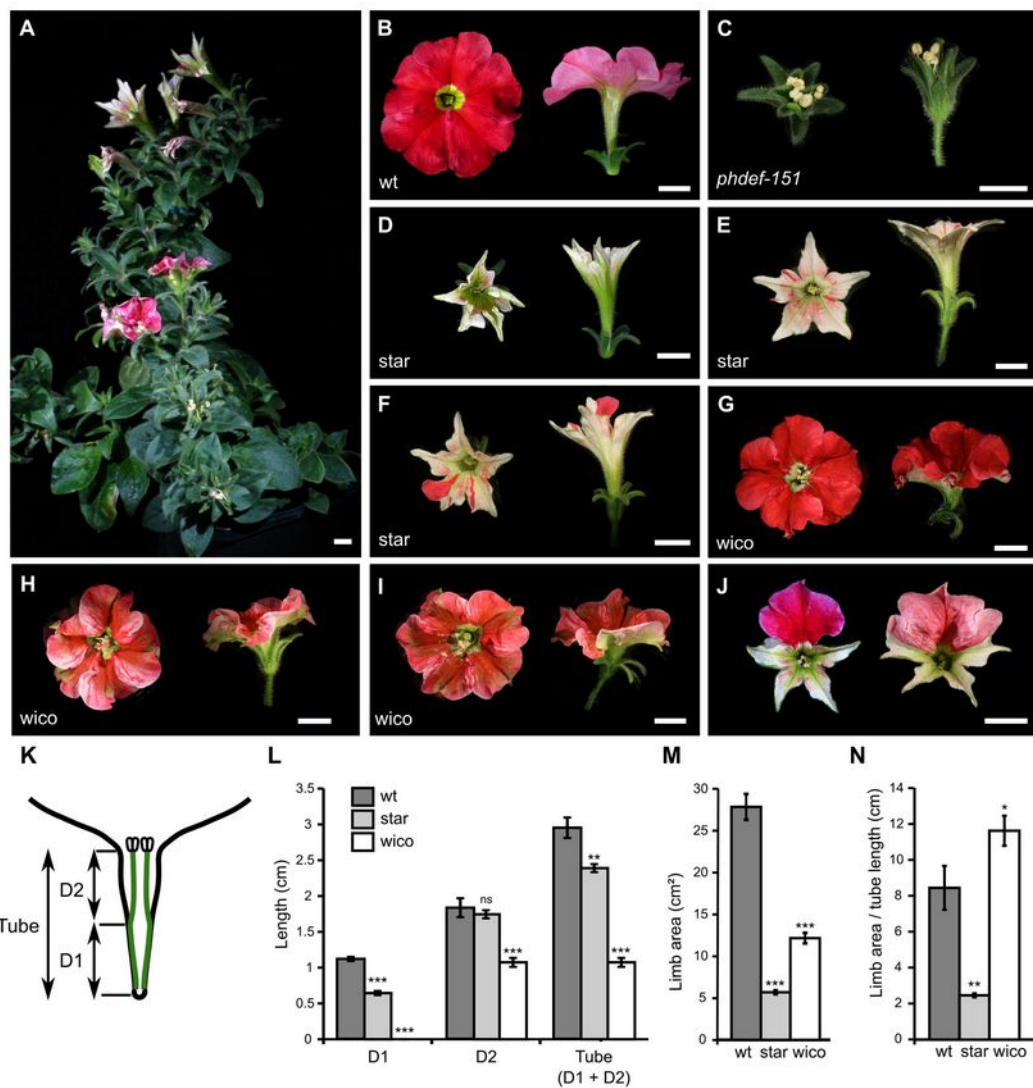 A
B
wt
C
phdef-151
D
star
E
star
F
star
G
wico
H
wico
I
wico
J
K
Tube
D2
D1
L
Length (cm)
3.5
3
2.5
2
1.5
1
0.5
0
wt
star
wico
***
***
ns
***
**
***
D1
D2
Tube
(D1 + D2)
M
Limb area (cm²)
30
25
20
15
10
5
0
***
***
wt star wico
N
Limb area / tube length (cm)
14
12
10
8
6
4
2
0
**
*
wt star wico